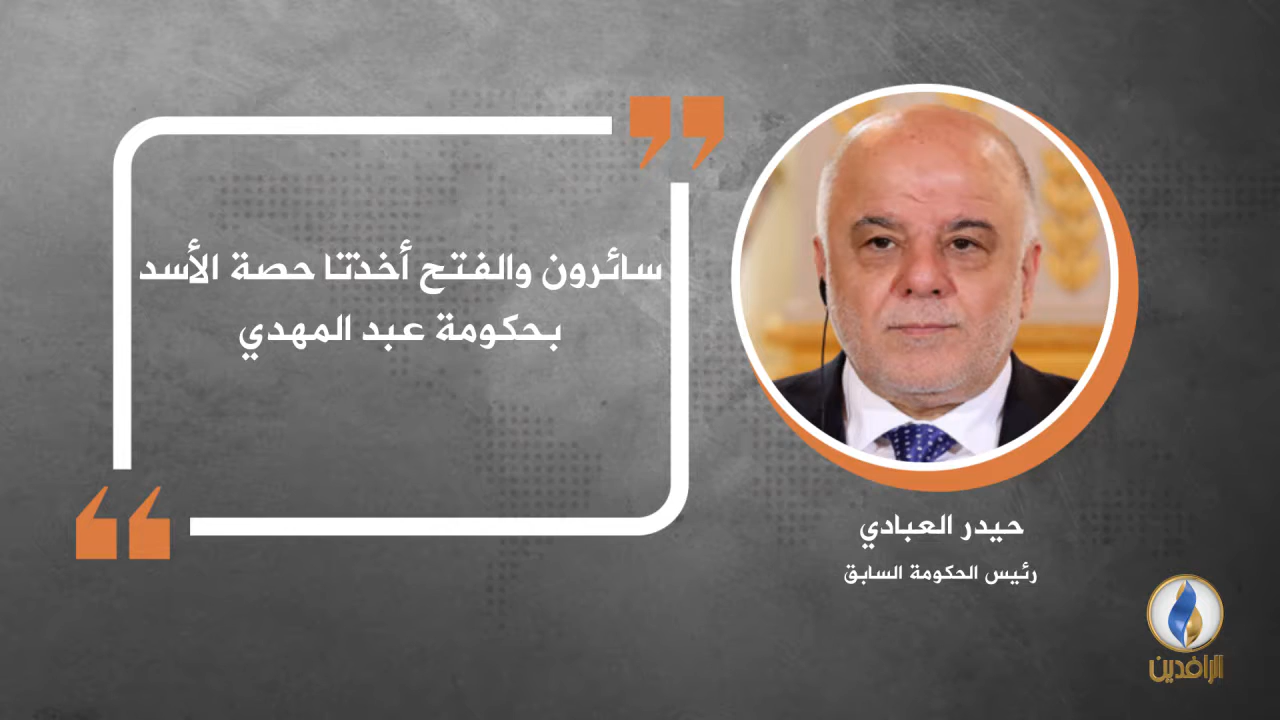 سائرون والفتح أخذتا حصة الأسد
بحكومة عبد المهدي
حيدر العبادي
رئيس الحكومة السابق
الرافدين